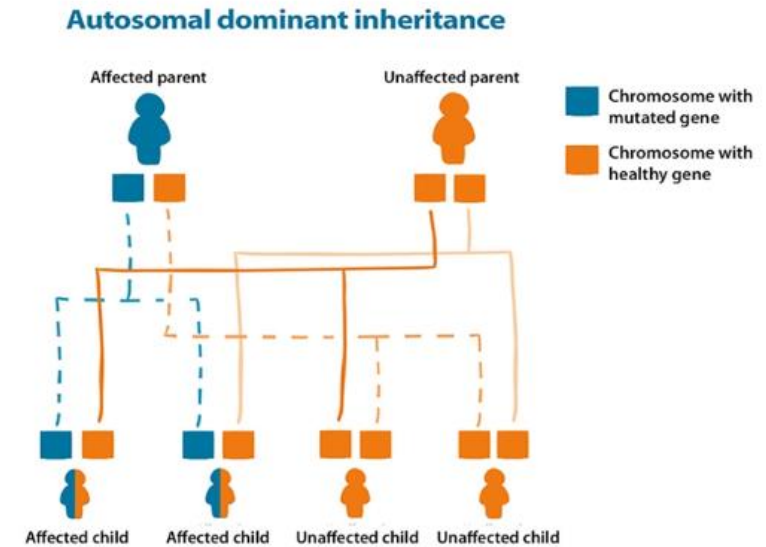 Autosomal dominant inheritance
Affected parent
Unaffected parent
Chromosome with
mutated gene
Chromosome with
healthy gene
Affected child
Affected child
Unaffected child
Unaffected child